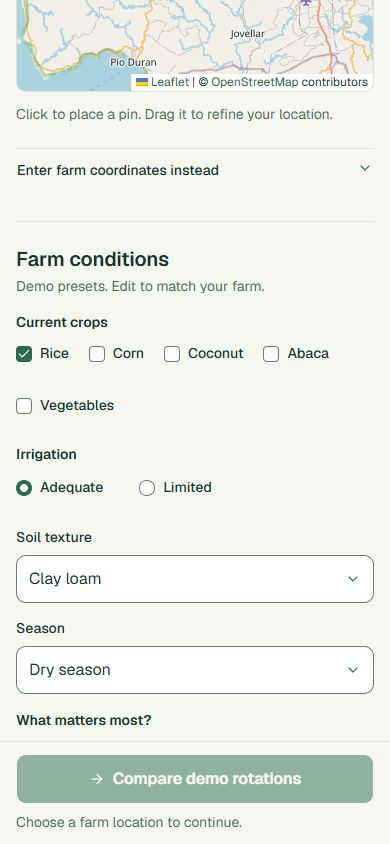 Jovellar
Pio Duran
Leaflet | © OpenStreetMap contributors
Click to place a pin. Drag it to refine your location.
Enter farm coordinates instead
Farm conditions
Demo presets. Edit to match your farm.
Current crops
Rice Corn Coconut Abaca
Vegetables
Irrigation
Adequate Limited
Soil texture
Clay loam
Season
Dry season
What matters most?
→ Compare demo rotations
Choose a farm location to continue.